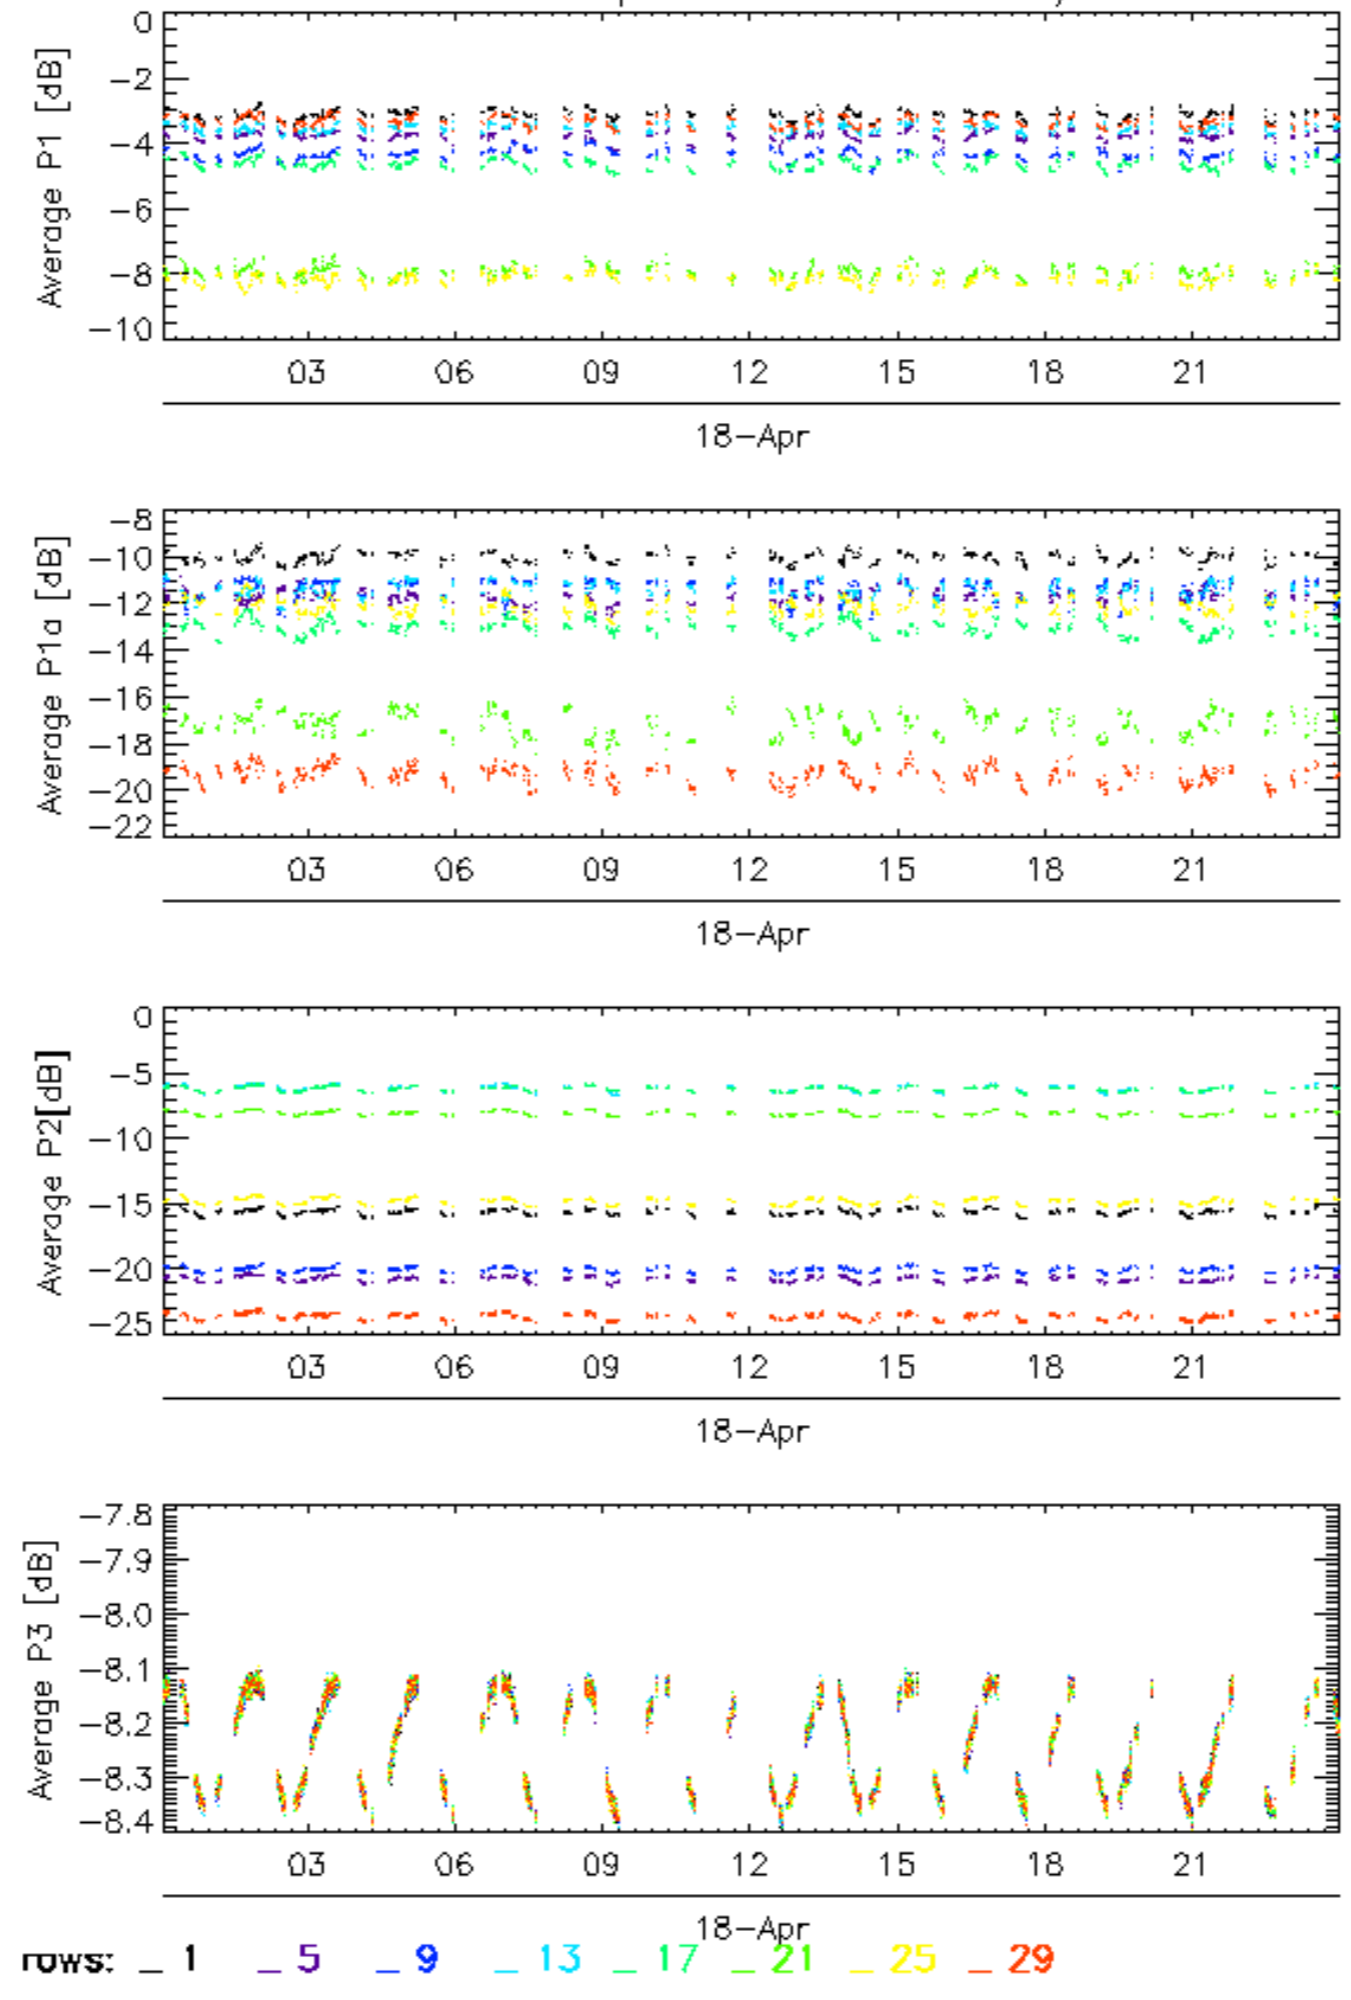 Average P1 [dB]
0
−2
−4
−6
−8
−10
03 06 09 12 15 18 21
18−Apr
Average P1a [dB]
−8
−10
−12
−14
−16
−18
−20
−22
03 06 09 12 15 18 21
18−Apr
Average P2[dB]
0
−5
−10
−15
−20
−25
03 06 09 12 15 18 21
18−Apr
Average P3 [dB]
−7.8
−7.9
−8.0
−8.1
−8.2
−8.3
−8.4
03 06 09 12 15 18 21
18−Apr
rows: _ 1 _ 5 _ 9 _ 13 _ 17 _ 21 _ 25 _ 29